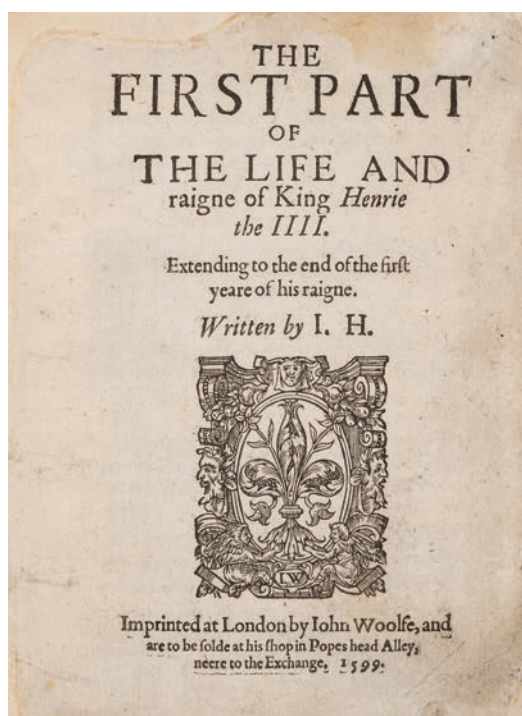 THE
FIRST PART
OF
THE LIFE AND
raigne of King Henrie
the IIII.
Extending to the end of the first
yeare of his raigne.
Written by I. H.
I.W
Imprinted at London by Iohn Woolfe, and
are to be solde at his shop in Popes head Alley,
neere to the Exchange. 1599.